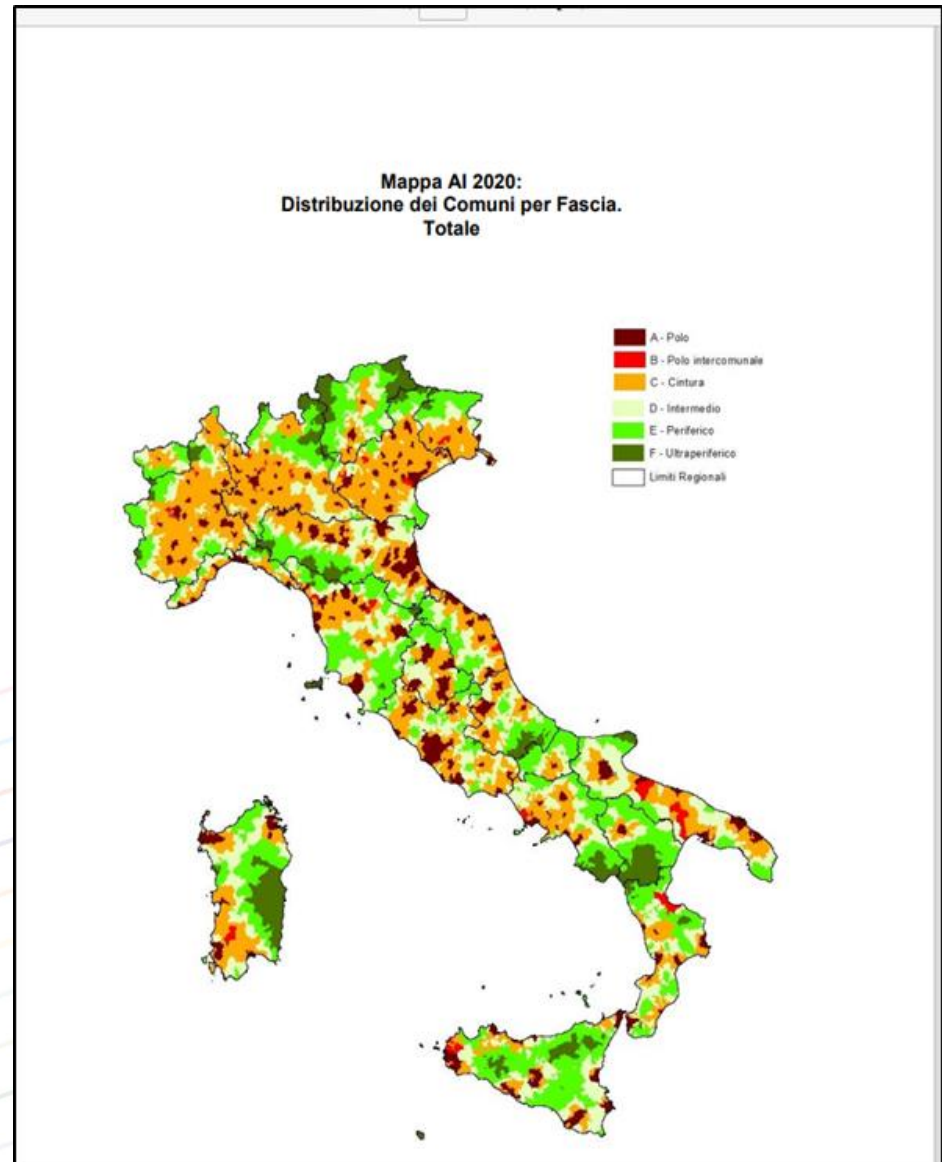 Mappa AI 2020:
Distribuzione dei Comuni per Fascia.
Totale
A - Polo
B - Polo intercomunale
C - Cintura
D - Intermedio
E - Periferico
F - Ultraperiferico
Limiti Regionali